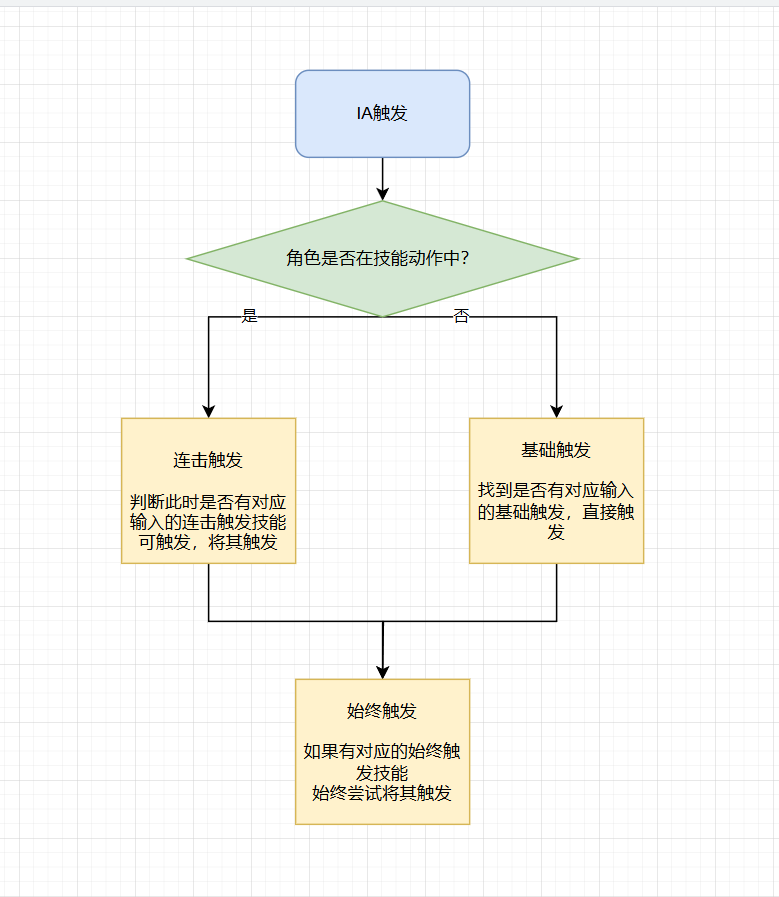 IA触发
角色是否在技能动作中？
是
否
连击触发
判断此时是否有对应
输入的连击触发技能
可触发，将其触发
基础触发
找到是否有对应输入
的基础触发，直接触
发
始终触发
如果有对应的始终触
发技能
始终尝试将其触发